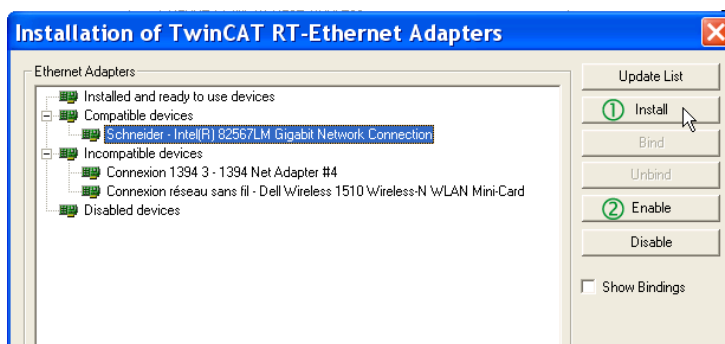 Installation of TwinCAT RT-Ethernet Adapters
Ethernet Adapters
Installed and ready to use devices
Compatible devices
Schneider - Intel(R) 82567LM Gigabit Network Connection
Incompatible devices
Connexion 1394 3 - 1394 Net Adapter #4
Connexion réseau sans fil - Dell Wireless 1510 Wireless-N WLAN Mini-Card
Disabled devices
Update List
1 Install
Bind
Unbind
2 Enable
Disable
Show Bindings